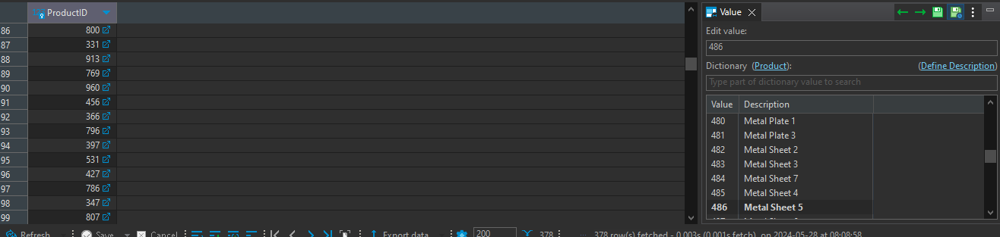 ProductID
86 800
87 331
88 913
89 769
90 960
91 456
92 366
93 796
94 397
95 531
96 427
97 786
98 347
99 807
Refresh Save Cancel Export data 200 378 378 row(s) fetched - 0.003s (0.001s fetch), on 2024-05-28 at 08:08:58
Value
Edit value:
486
Dictionary (Product): (Define Description)
Type part of dictionary value to search
Value Description
480 Metal Plate 1
481 Metal Plate 3
482 Metal Sheet 2
483 Metal Sheet 3
484 Metal Sheet 7
485 Metal Sheet 4
486 Metal Sheet 5